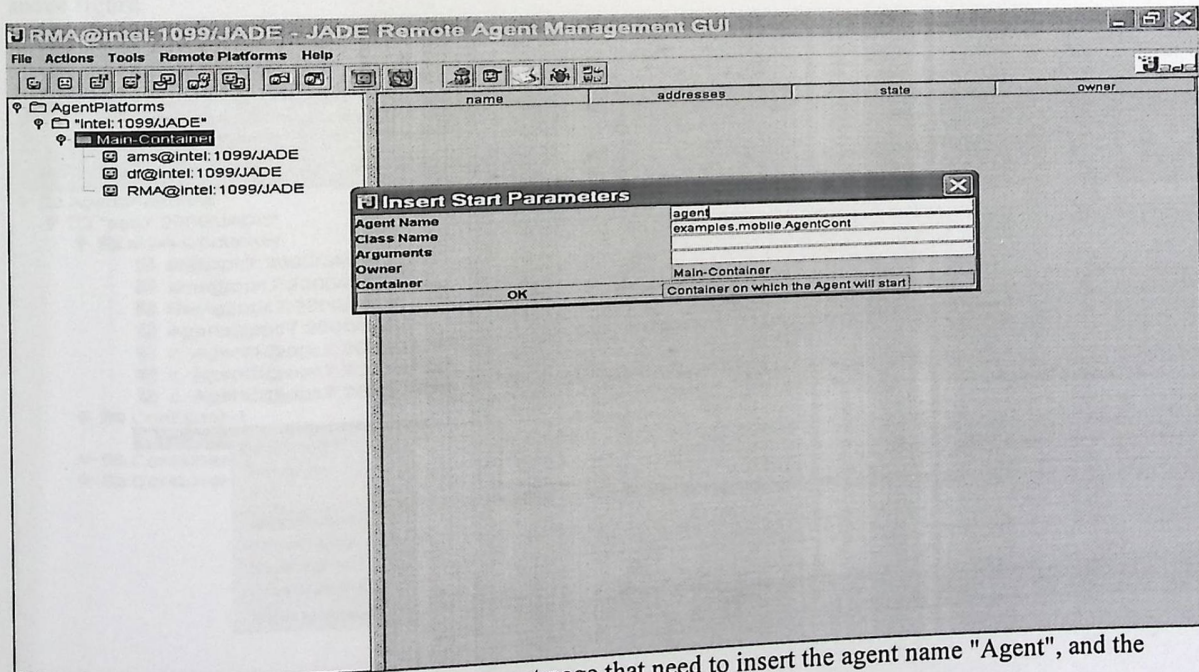 RMA@intel:1099/JADE - JADE Remote Agent Management GUI
File Actions Tools Remote Platforms Help
Jade
name addresses state owner
AgentPlatforms
"intel:1099/JADE"
Main-Container
ams@intel:1099/JADE
df@intel:1099/JADE
RMA@intel:1099/JADE
Insert Start Parameters
Agent Name agent
Class Name examples.mobile.AgentCont
Arguments
Owner
Container Main-Container
OK Container on which the Agent will start
that need to insert the agent name "Agent", and the